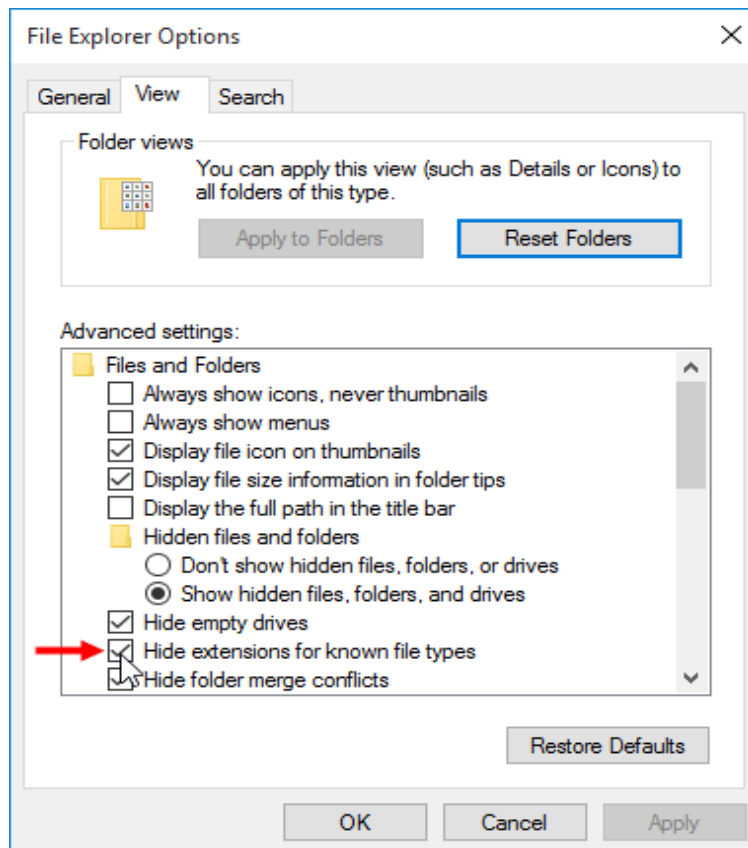 File Explorer Options
General View Search
Folder views
You can apply this view (such as Details or Icons) to
all folders of this type.
Apply to Folders Reset Folders
Advanced settings:
Files and Folders
Always show icons, never thumbnails
Always show menus
Display file icon on thumbnails
Display file size information in folder tips
Display the full path in the title bar
Hidden files and folders
Don't show hidden files, folders, or drives
Show hidden files, folders, and drives
Hide empty drives
Hide extensions for known file types
Hide folder merge conflicts
Restore Defaults
OK Cancel Apply